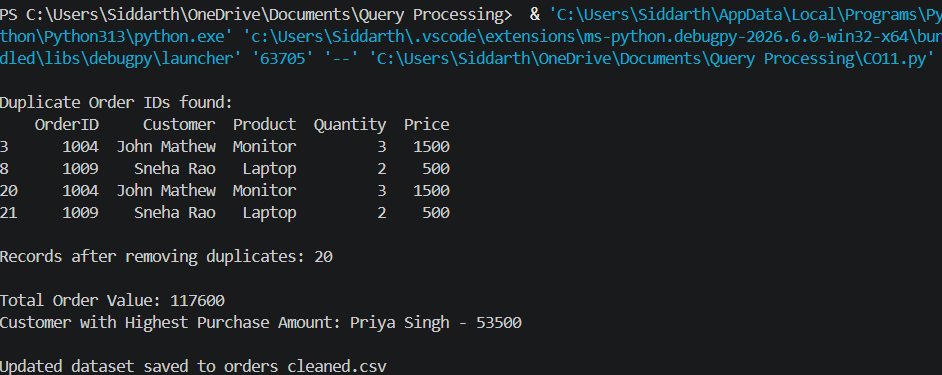 PS C:\Users\Siddarth\OneDrive\Documents\Query Processing>  & 'C:\Users\Siddarth\AppData\Local\Programs\Py
thon\Python313\python.exe' 'c:\Users\Siddarth\.vscode\extensions\ms-python.debugpy-2026.6.0-win32-x64\bun
dled\libs\debugpy\launcher' '63705' '--' 'C:\Users\Siddarth\OneDrive\Documents\Query Processing\CO11.py'
Duplicate Order IDs found:
    OrderID      Customer  Product  Quantity  Price
3      1004  John Mathew  Monitor         3   1500
8      1009    Sneha Rao   Laptop         2    500
20     1004  John Mathew  Monitor         3   1500
21     1009    Sneha Rao   Laptop         2    500
Records after removing duplicates: 20
Total Order Value: 117600
Customer with Highest Purchase Amount: Priya Singh - 53500
Updated dataset saved to orders cleaned.csv